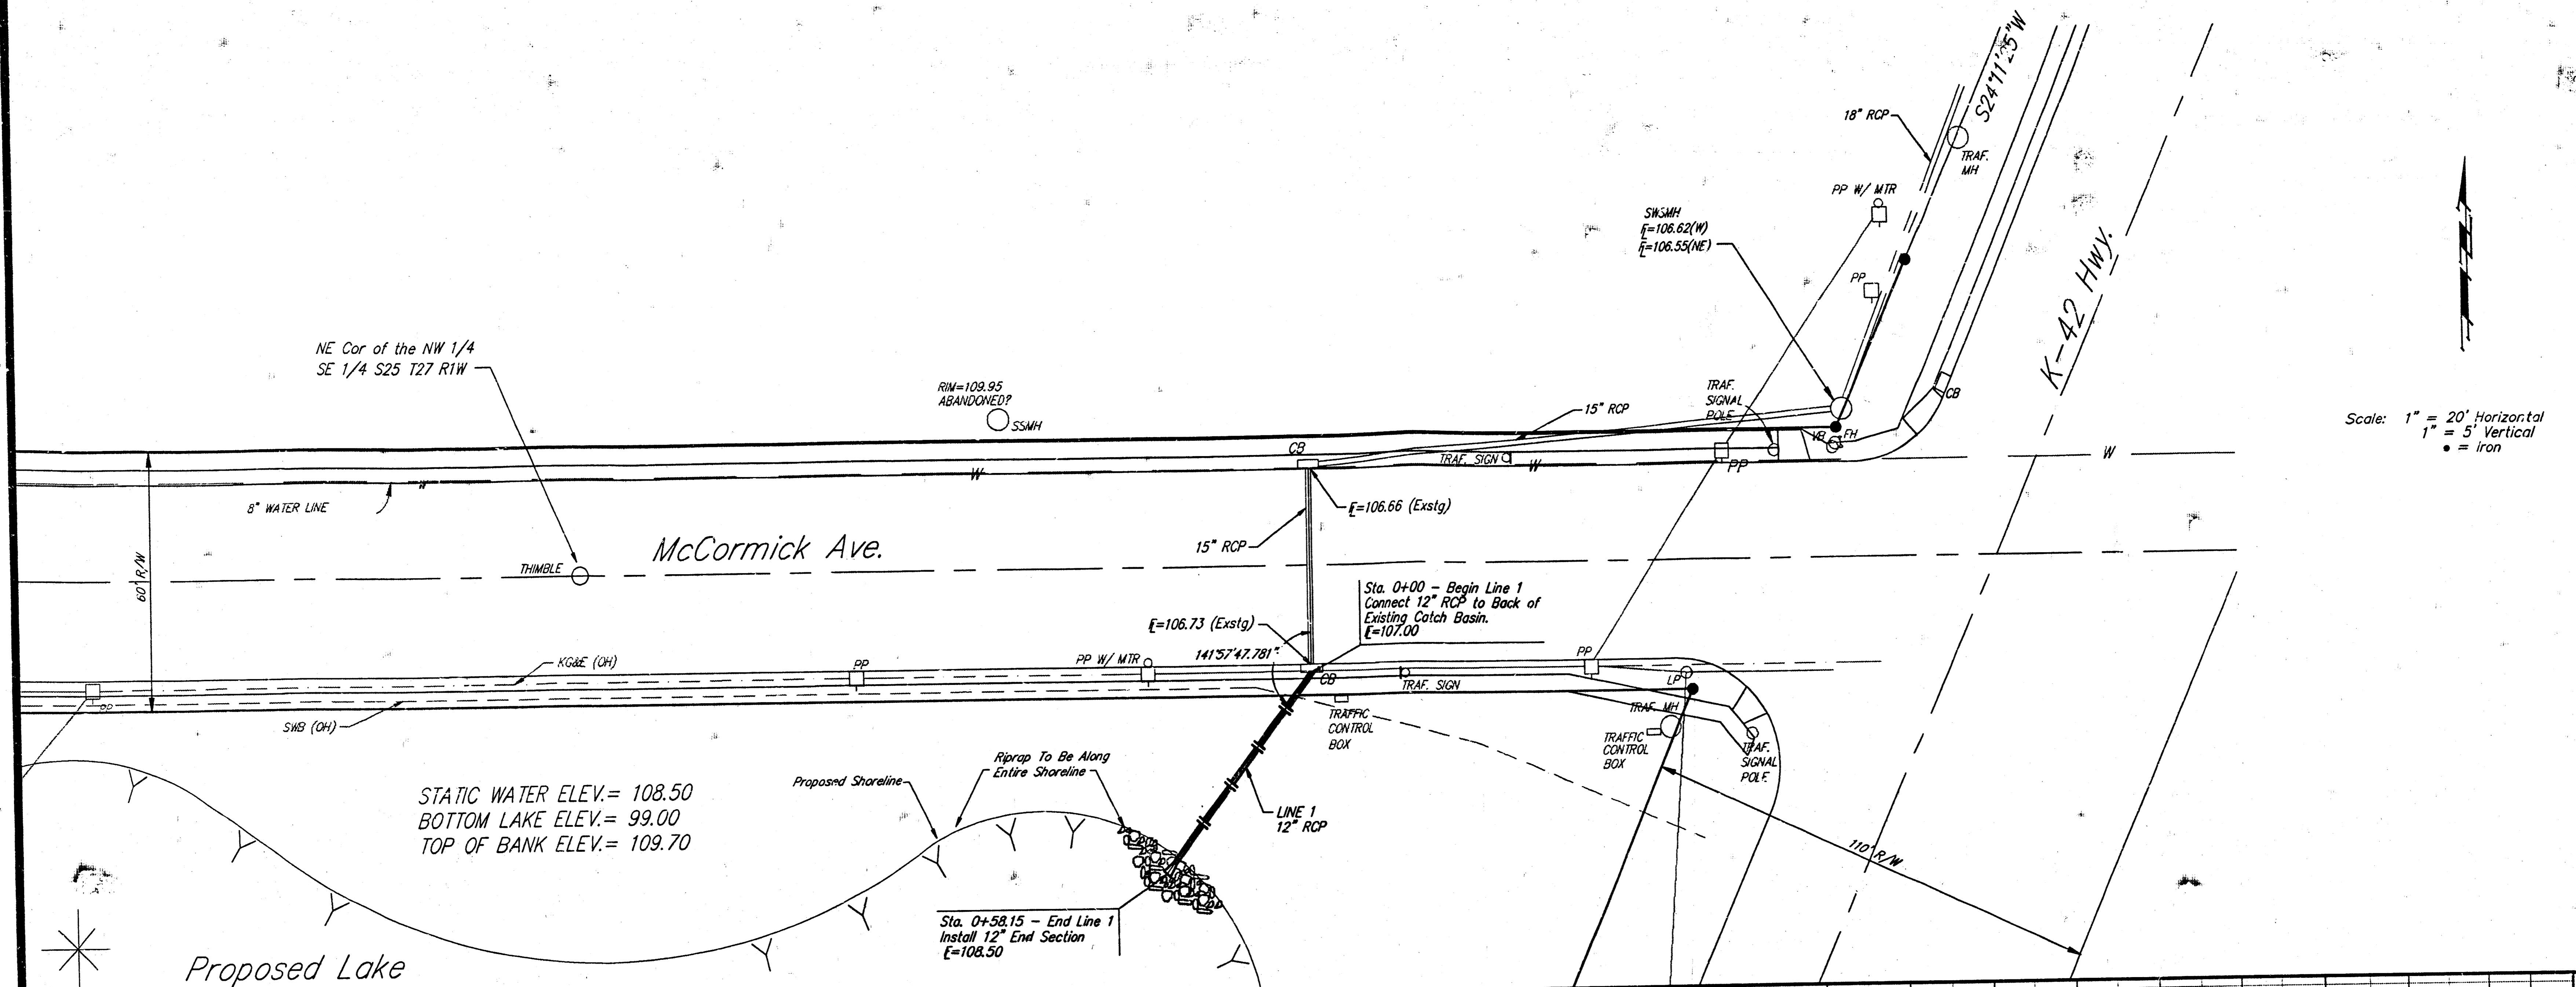 S24°11'25"W
18" RCP
TRAF.
MH
PP W/ MTR
SWSMH
℄=106.62(W)
℄=106.55(NE)
PP
K-42 Hwy.
NE Cor of the NW 1/4
SE 1/4 S25 T27 R1W
RIM=109.95
ABANDONED?
SSMH
TRAF.
SIGNAL
POLE
15" RCP
CB
Scale: 1" = 20' Horizontal
1" = 5' Vertical
● = Iron
CB
VB
FH
TRAF. SIGN
W
W
W
W
W
PP
8" WATER LINE
℄=106.66 (Exstg)
McCormick Ave.
15" RCP
THIMBLE
60' R/W
Sta. 0+00 - Begin Line 1
Connect 12" RCP to Back of
Existing Catch Basin.
℄=107.00
℄=106.73 (Exstg)
141°57'47.781"
KG&E (OH)
PP
PP W/ MTR
PP
CB
TRAF. SIGN
LP
PP
SWB (OH)
TRAFFIC
CONTROL
BOX
TRAF. MH
TRAFFIC
CONTROL
BOX
TRAF.
SIGNAL
POLE
Riprap To Be Along
Entire Shoreline
Proposed Shoreline
STATIC WATER ELEV.= 108.50
BOTTOM LAKE ELEV.= 99.00
TOP OF BANK ELEV.= 109.70
LINE 1
12" RCP
110' R/W
Sta. 0+58.15 - End Line 1
Install 12" End Section
℄=108.50
Proposed Lake